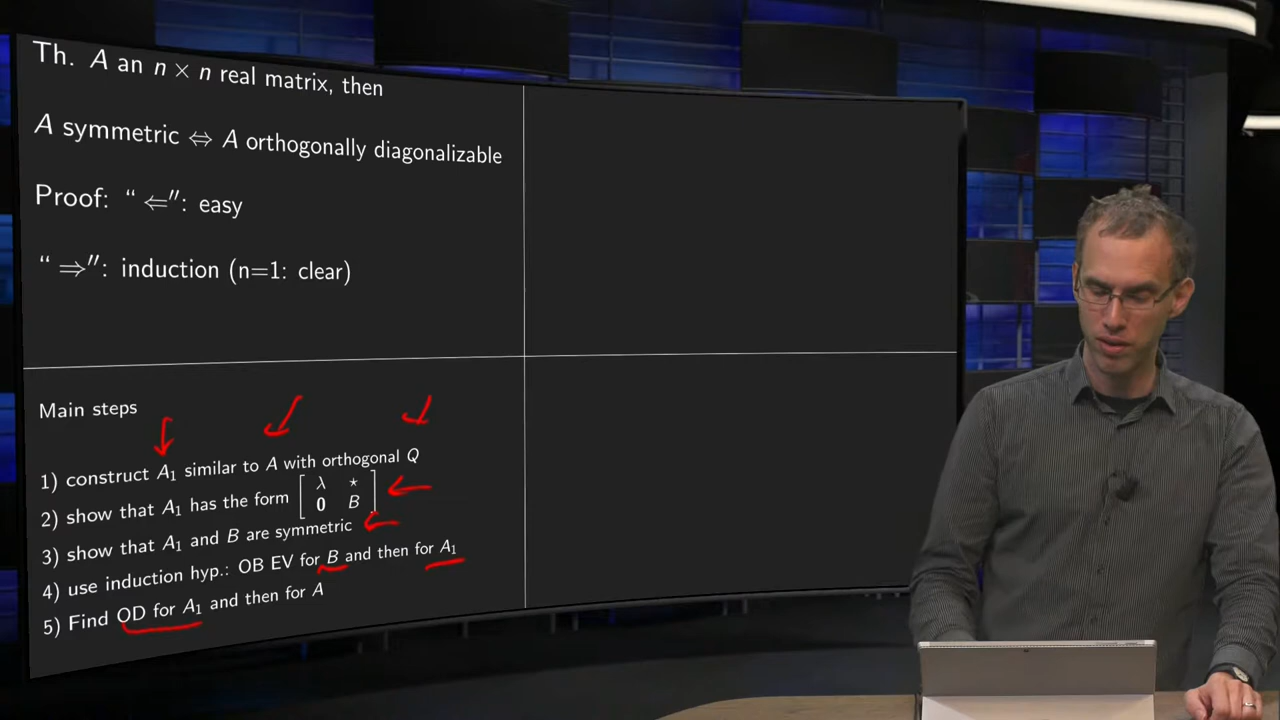 Th. A an n × n real matrix, then
A symmetric ⇔ A orthogonally diagonalizable
Proof: “ ⇐”: easy
“ ⇒”: induction (n=1: clear)
Main steps
1) construct A₁ similar to A with orthogonal Q
2) show that A₁ has the form [ λ ⋆ ; 0 B ]
3) show that A₁ and B are symmetric
4) use induction hyp.: OB EV for B and then for A₁
5) Find OD for A₁ and then for A